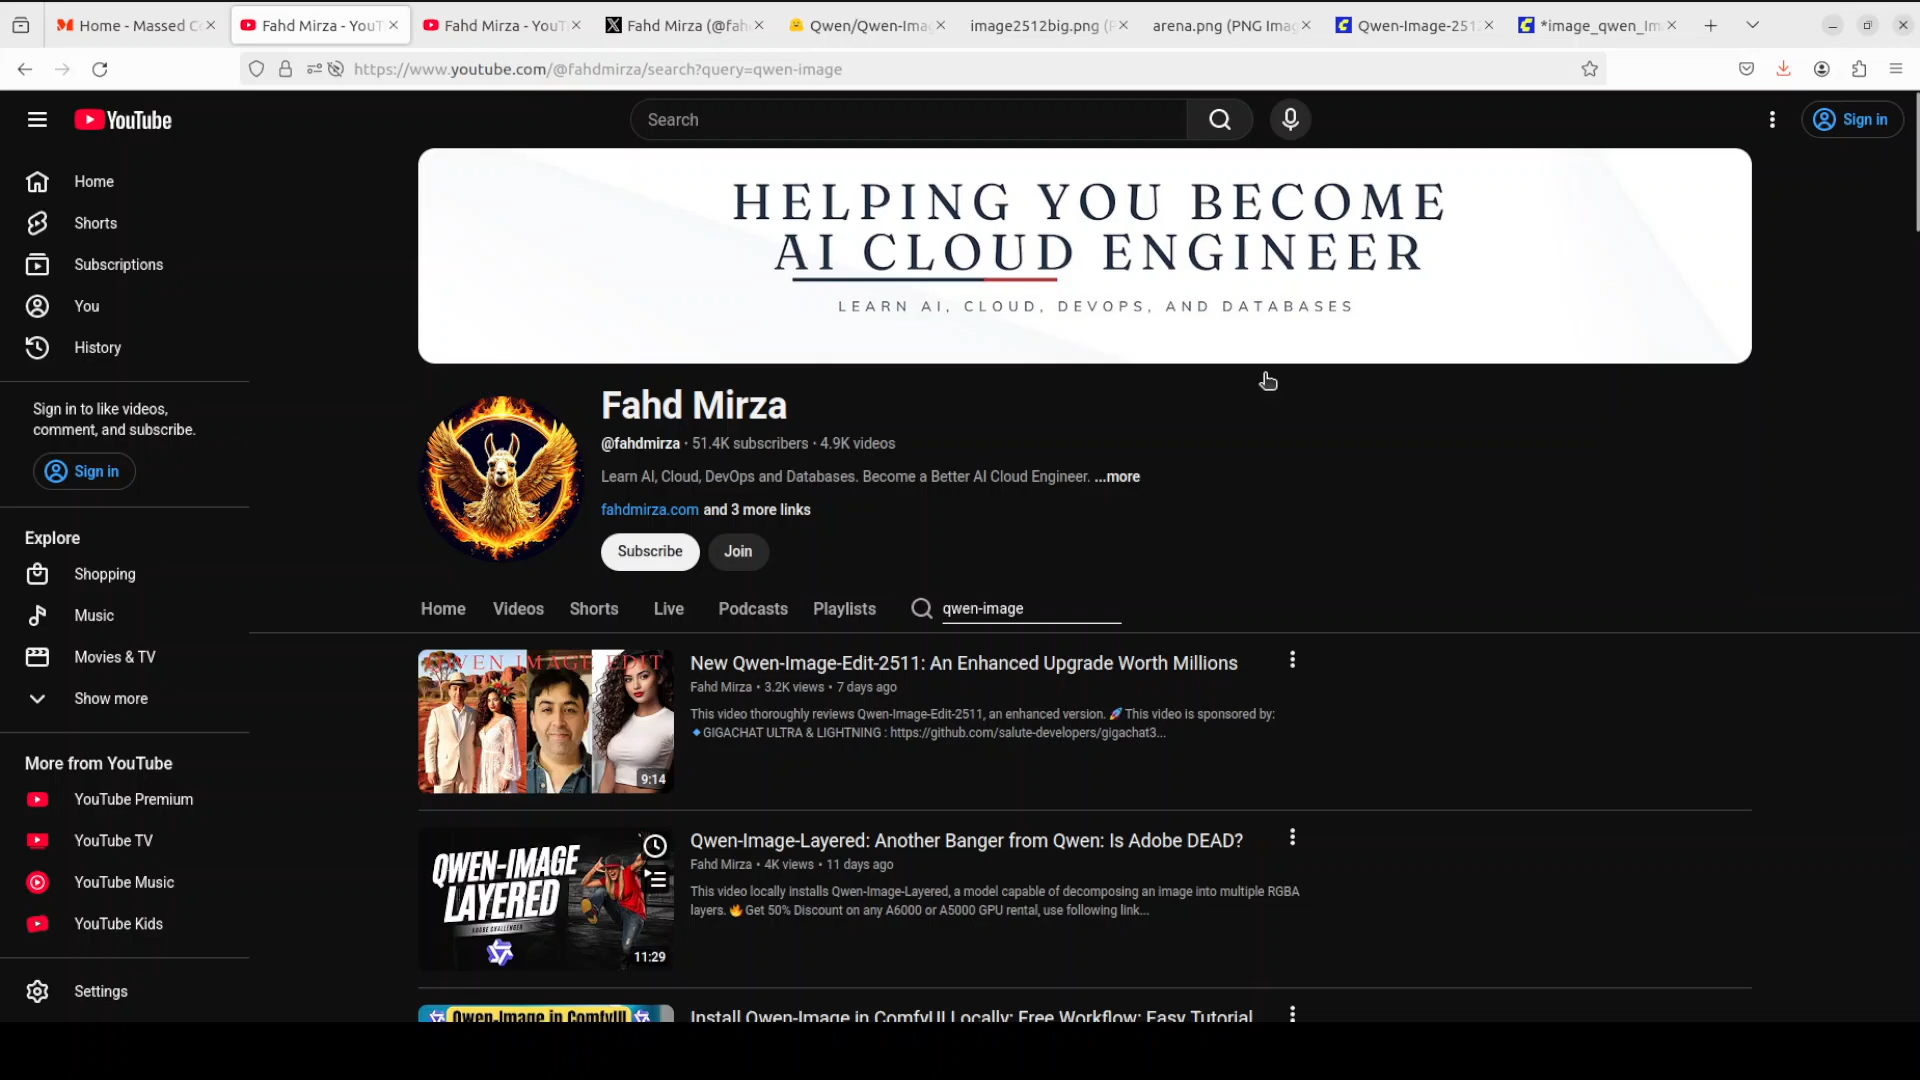 Home - Massed Co
Fahd Mirza - YouT
Fahd Mirza - YouT
Fahd Mirza (@fah
Qwen/Qwen-Imag
image2512big.png (P
arena.png (PNG Imag
Qwen-Image-251
*image_qwen_Im
https://www.youtube.com/@fahdmirza/search?query=qwen-image
YouTube
Search
Sign in
Home
Shorts
Subscriptions
You
History
Sign in to like videos,
comment, and subscribe.
Sign in
Explore
Shopping
Music
Movies & TV
Show more
More from YouTube
YouTube Premium
YouTube TV
YouTube Music
YouTube Kids
Settings
HELPING YOU BECOME
AI CLOUD ENGINEER
LEARN AI, CLOUD, DEVOPS, AND DATABASES
Fahd Mirza
@fahdmirza • 51.4K subscribers • 4.9K videos
Learn AI, Cloud, DevOps and Databases. Become a Better AI Cloud Engineer. ...more
fahdmirza.com and 3 more links
Subscribe
Join
Home Videos Shorts Live Podcasts Playlists qwen-image
QWEN IMAGE EDIT
9:14
New Qwen-Image-Edit-2511: An Enhanced Upgrade Worth Millions
Fahd Mirza • 3.2K views • 7 days ago
This video thoroughly reviews Qwen-Image-Edit-2511, an enhanced version. 🚀 This video is sponsored by:
🔹GIGACHAT ULTRA & LIGHTNING : https://github.com/salute-developers/gigachat3...
QWEN-IMAGE
LAYERED
ADOBE CHALLENGER
11:29
Qwen-Image-Layered: Another Banger from Qwen: Is Adobe DEAD?
Fahd Mirza • 4K views • 11 days ago
This video locally installs Qwen-Image-Layered, a model capable of decomposing an image into multiple RGBA
layers. 🔥 Get 50% Discount on any A6000 or A5000 GPU rental, use following link...
Qwen-Image in ComfyUI
Install Qwen-Image in ComfyUI Locally: Free Workflow: Easy Tutorial